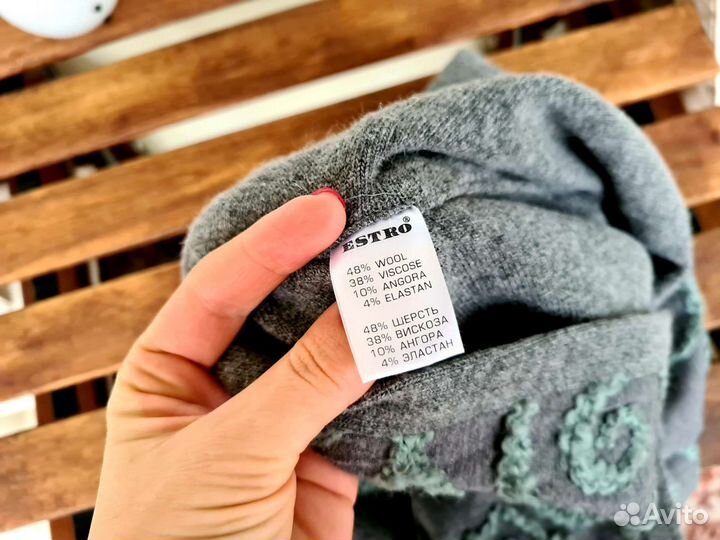 ESTRO®
48% WOOL
38% VISCOSE
10% ANGORA
4% ELASTAN
48% ШЕРСТЬ
38% ВИСКОЗА
10% АНГОРА
4% ЭЛАСТАН
Avito